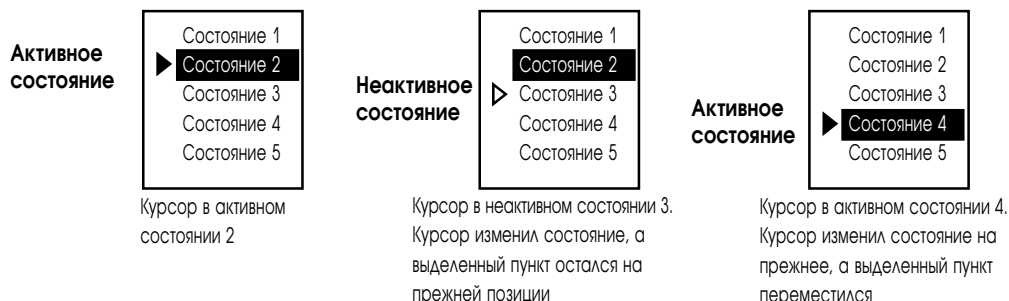 Активное
состояние
Состояние 1
Состояние 2
Состояние 3
Состояние 4
Состояние 5
Курсор в активном
состоянии 2
Неактивное
состояние
Состояние 1
Состояние 2
Состояние 3
Состояние 4
Состояние 5
Курсор в неактивном состоянии 3.
Курсор изменил состояние, а
выделенный пункт остался на
прежней позиции
Активное
состояние
Состояние 1
Состояние 2
Состояние 3
Состояние 4
Состояние 5
Курсор в активном состоянии 4.
Курсор изменил состояние на
прежнее, а выделенный пункт
переместился